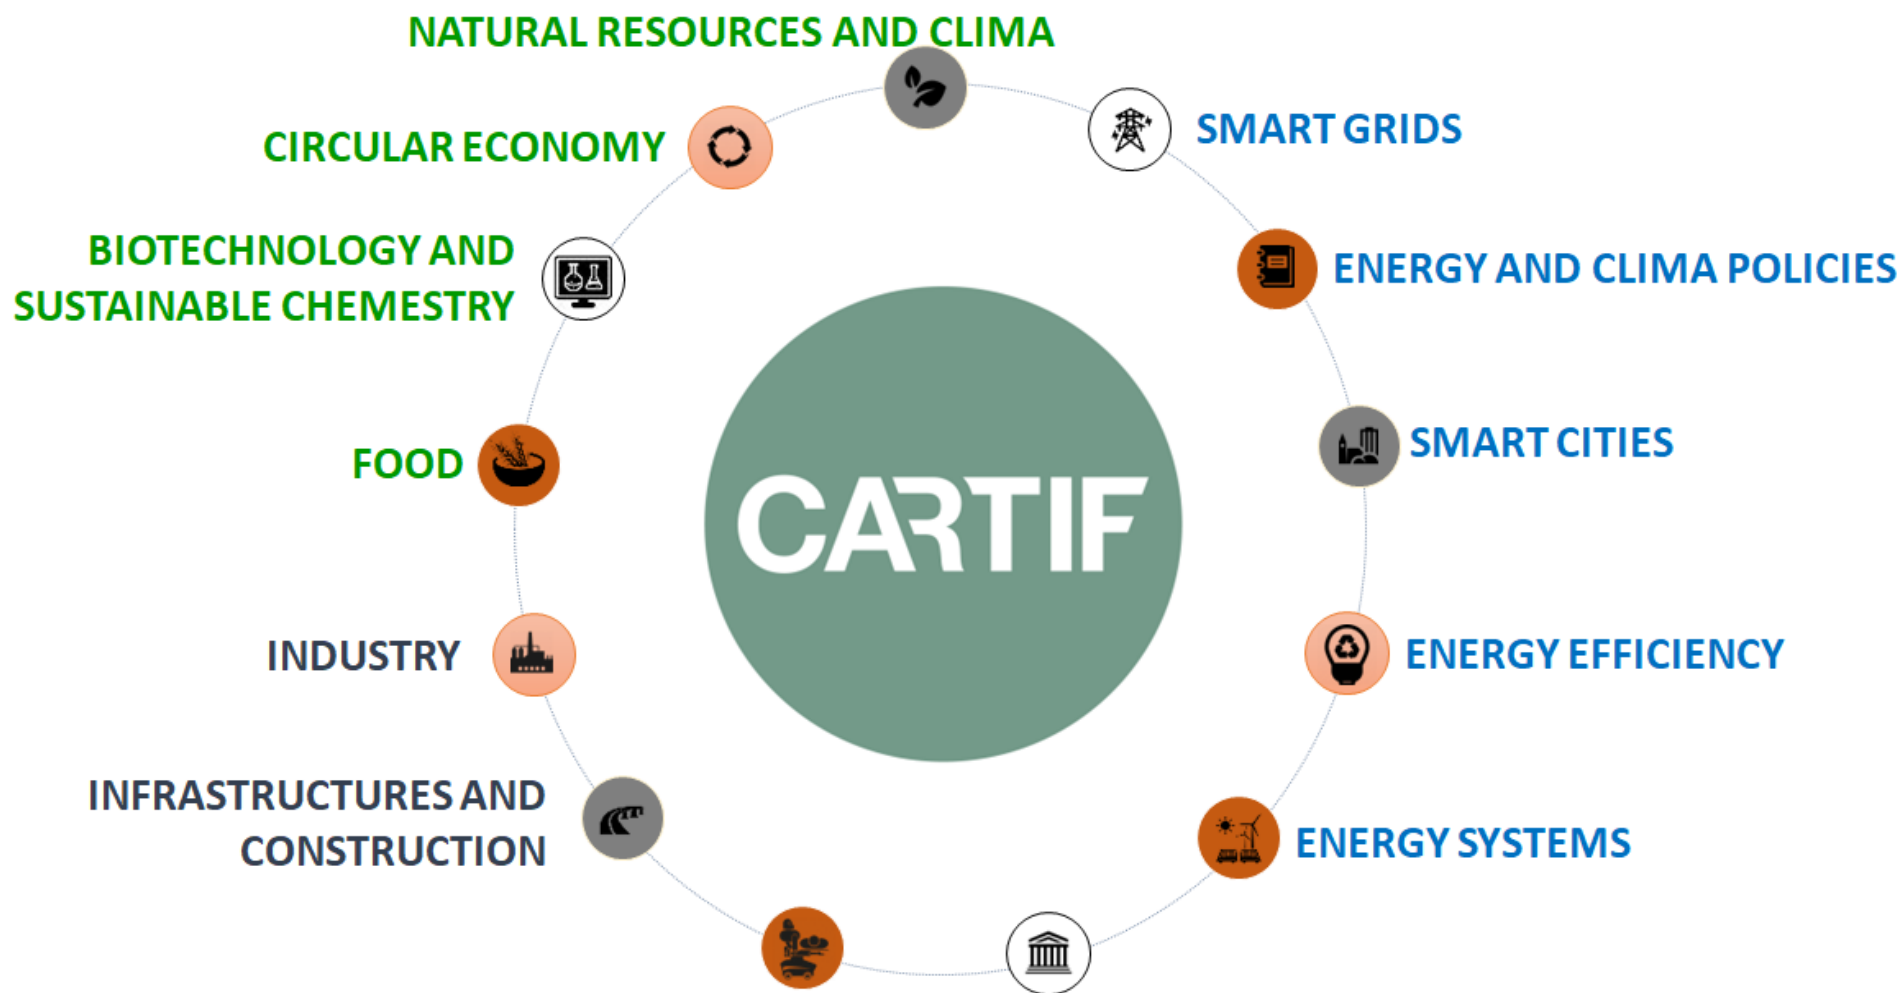 NATURAL RESOURCES AND CLIMA
CIRCULAR ECONOMY
SMART GRIDS
BIOTECHNOLOGY AND
SUSTAINABLE CHEMESTRY
ENERGY AND CLIMA POLICIES
FOOD
SMART CITIES
CARTIF
INDUSTRY
ENERGY EFFICIENCY
INFRASTRUCTURES AND
CONSTRUCTION
ENERGY SYSTEMS